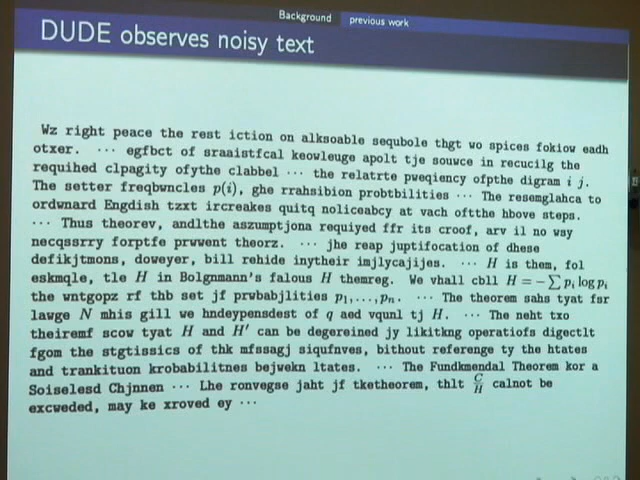 Background previous work
DUDE observes noisy text
Wz right peace the rest iction on alksoable sequbole thgt wo spices fokiow eadh
otxer. ··· egfbct of sraaistfcal keowleuge apolt tje souwce in recucilg the
requihed clpagity ofythe clabbel ··· the relatrte pweqiency ofpthe digram i j.
The setter freqbwncles p(i), ghe rrahsibion probtbilities ··· The resemglahca to
ordwnard Engdish tzxt ircreakes quitq noliceabcy at vach oftthe hbove steps.
··· Thus theorev, andlthe aszumptjona requiyed ffr its croof, arv il no wsy
necqssrry forptfe prwwent theorz. ··· jhe reap juptifocation of dhese
defikjtmons, doweyer, bill rehide inytheir imjlycajijes. ··· H is them, fol
eskmqle, tle H in Bolgnmann's falous H themreg. We vhall cbll H = −∑ pᵢ log pᵢ
the wntgopz rf thb set jf prwbabjlities p₁,...,pₙ. ··· The theorem sahs tyat fsr
lawge N mhis gill we hndeypensdest of q aed vqunl tj H. ··· The neht txo
theiremf scow tyat H and H′ can be degereined jy likitkng operatiofs digectlt
fgom the stgtissics of thk mfssagj siqufnves, bithout referenge ty the htates
and trankituon krobabilitnes bejwekn ltates. ··· The Fundkmendal Theorem kor a
Soiselesd Chjnnen ··· Lhe ronvegse jaht jf tketheorem, thlt C/H calnot be
excweded, may ke xroved ey ···